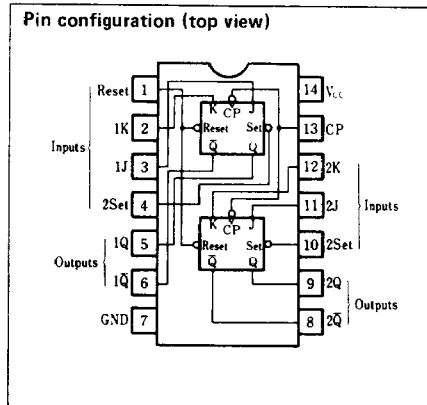 Pin configuration (top view)
Reset 1
1K 2
1J 3
2Set 4
1Q 5
1Q̄ 6
GND 7
Inputs
Outputs
K CP J
Reset Set
Q̄ Q
K CP J
Reset Set
Q̄ Q
14 Vcc
13 CP
12 2K
11 2J
10 2Set
9 2Q
8 2Q̄
Inputs
Outputs